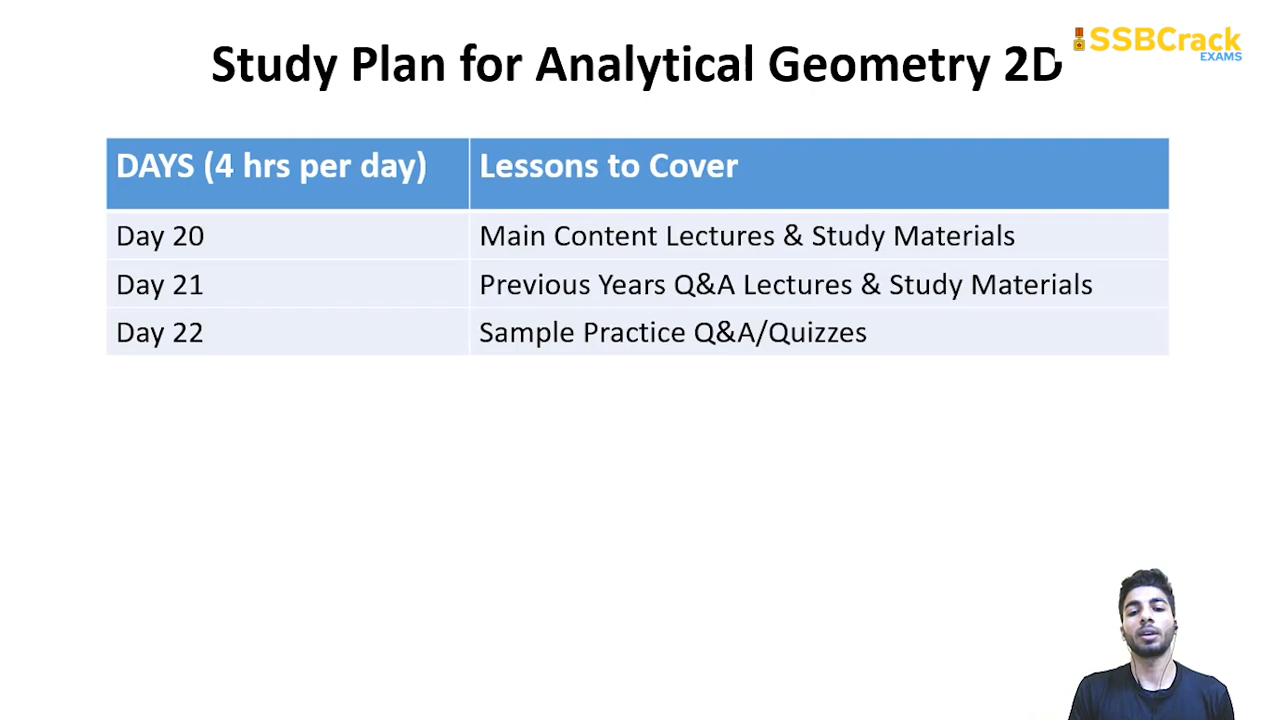 Study Plan for Analytical Geometry 2D
SSBCrack
EXAMS
DAYS (4 hrs per day) Lessons to Cover
Day 20 Main Content Lectures & Study Materials
Day 21 Previous Years Q&A Lectures & Study Materials
Day 22 Sample Practice Q&A/Quizzes